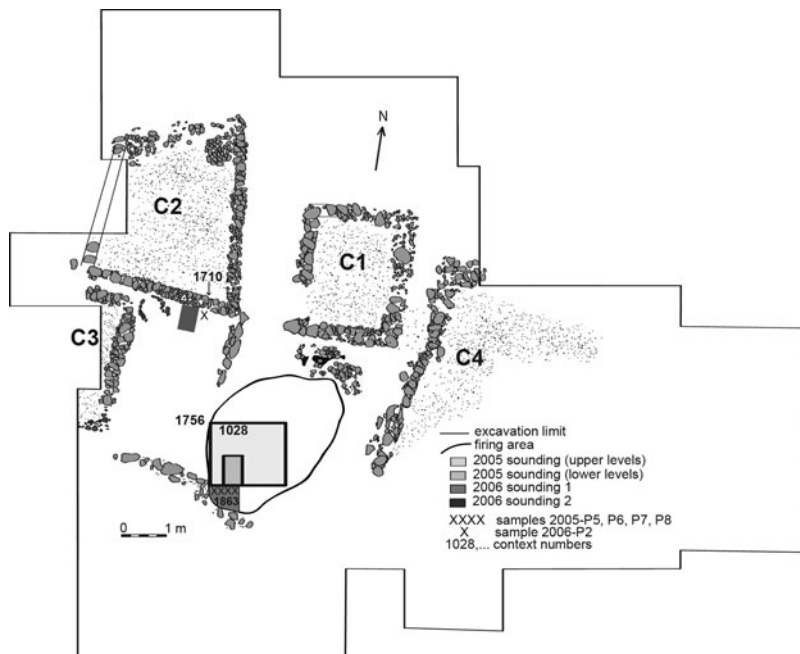 N
C2
C1
1710
X
C3
C4
1756
1028
XXXX
1863
0 1 m
excavation limit
firing area
2005 sounding (upper levels)
2005 sounding (lower levels)
2006 sounding 1
2006 sounding 2
XXXX samples 2005-P5, P6, P7, P8
X sample 2006-P2
1028,... context numbers